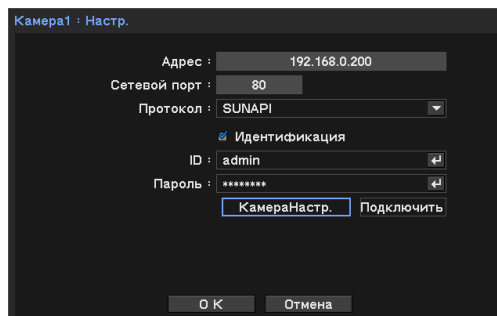 Камера1 : Настр.
Адрес : 192.168.0.200
Сетевой порт : 80
Протокол : SUNAPI
Идентификация
ID : admin
Пароль : ********
КамераНастр. Подключить
OK Отмена